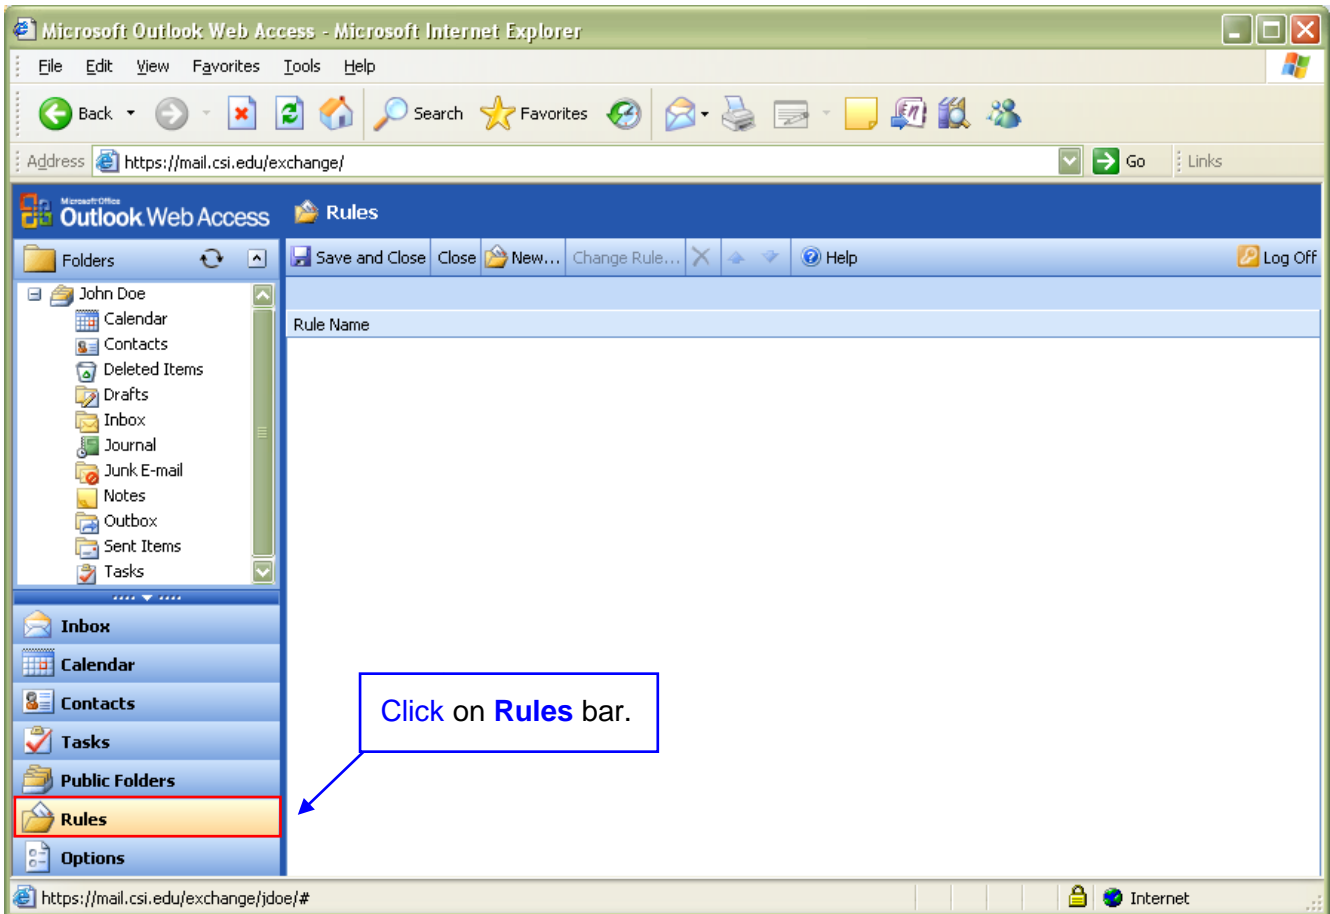 Microsoft Outlook Web Access - Microsoft Internet Explorer
File Edit View Favorites Tools Help
Back Search Favorites
Address https://mail.csi.edu/exchange/ Go Links
Microsoft Office
Outlook Web Access Rules
Folders Save and Close Close New... Change Rule... Help Log Off
John Doe
Calendar
Rule Name
Contacts
Deleted Items
Drafts
Inbox
Journal
Junk E-mail
Notes
Outbox
Sent Items
Tasks
Inbox
Calendar
Contacts
Click on Rules bar.
Tasks
Public Folders
Rules
Options
https://mail.csi.edu/exchange/jdoe/# Internet